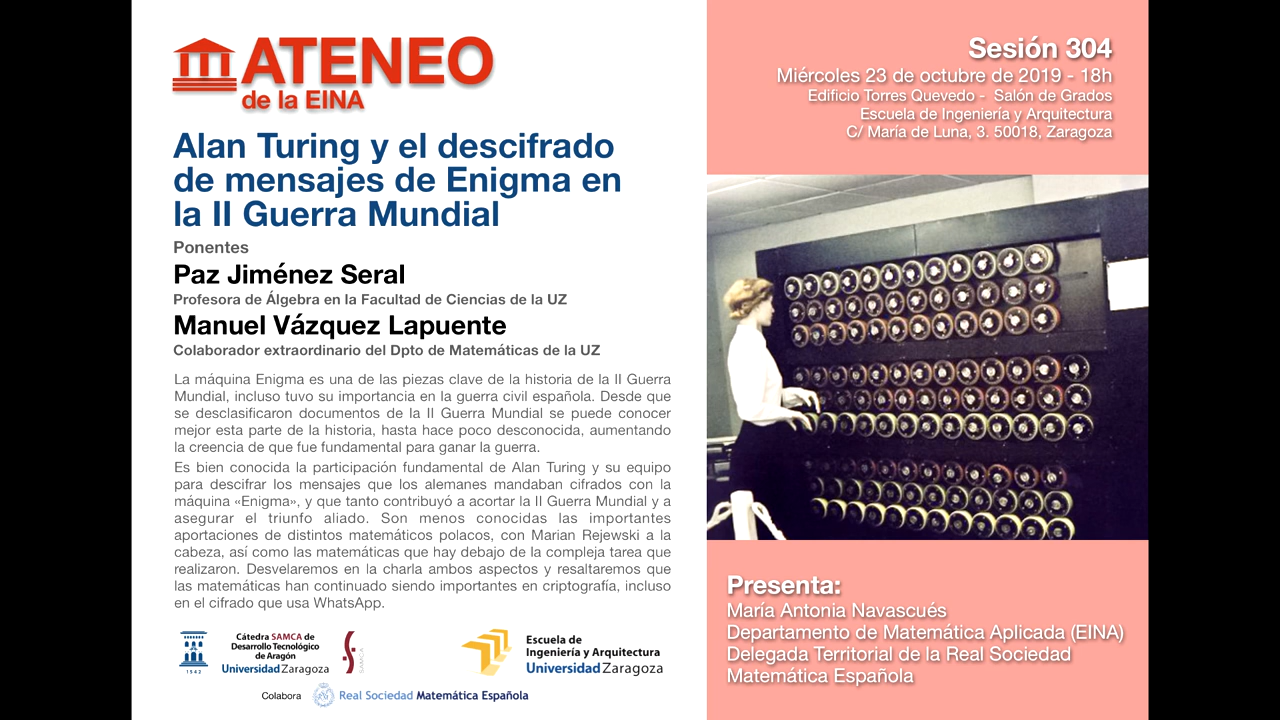 ATENEO
de la EINA
Alan Turing y el descifrado
de mensajes de Enigma en
la II Guerra Mundial
Ponentes
Paz Jiménez Seral
Profesora de Álgebra en la Facultad de Ciencias de la UZ
Manuel Vázquez Lapuente
Colaborador extraordinario del Dpto de Matemáticas de la UZ
La máquina Enigma es una de las piezas clave de la historia de la II Guerra
Mundial, incluso tuvo su importancia en la guerra civil española. Desde que
se desclasificaron documentos de la II Guerra Mundial se puede conocer
mejor esta parte de la historia, hasta hace poco desconocida, aumentando
la creencia de que fue fundamental para ganar la guerra.
Es bien conocida la participación fundamental de Alan Turing y su equipo
para descifrar los mensajes que los alemanes mandaban cifrados con la
máquina «Enigma», y que tanto contribuyó a acortar la II Guerra Mundial y a
asegurar el triunfo aliado. Son menos conocidas las importantes
aportaciones de distintos matemáticos polacos, con Marian Rejewski a la
cabeza, así como las matemáticas que hay debajo de la compleja tarea que
realizaron. Desvelaremos en la charla ambos aspectos y resaltaremos que
las matemáticas han continuado siendo importantes en criptografía, incluso
en el cifrado que usa WhatsApp.
1542
Cátedra SAMCA de
Desarrollo Tecnológico
de Aragón
Universidad Zaragoza
SAMCA
Escuela de
Ingeniería y Arquitectura
Universidad Zaragoza
Colabora
Real Sociedad Matemática Española
Sesión 304
Miércoles 23 de octubre de 2019 - 18h
Edificio Torres Quevedo - Salón de Grados
Escuela de Ingeniería y Arquitectura
C/ María de Luna, 3. 50018, Zaragoza
Presenta:
María Antonia Navascués
Departamento de Matemática Aplicada (EINA)
Delegada Territorial de la Real Sociedad
Matemática Española